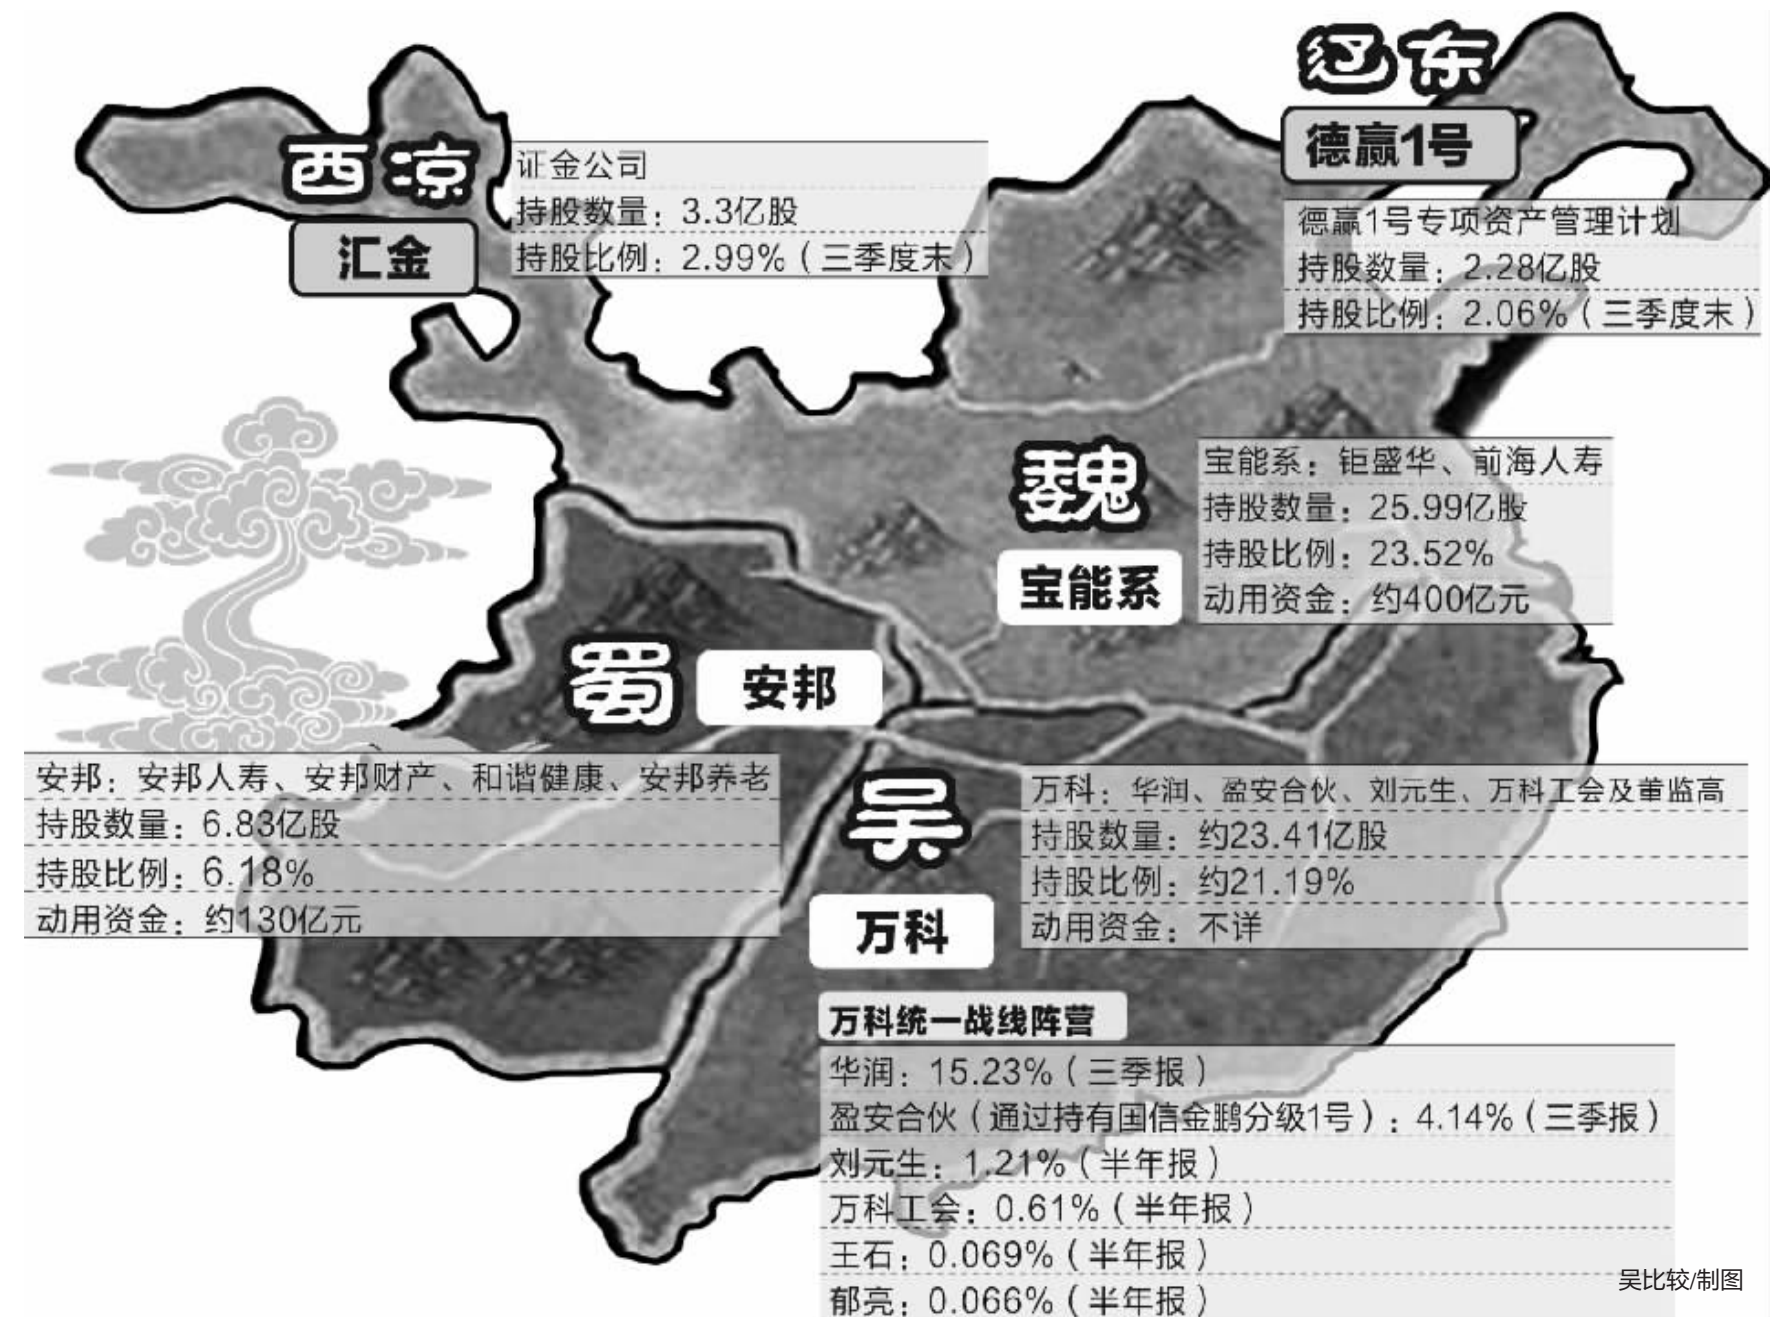 辽东
德赢1号
德赢1号专项资产管理计划
持股数量：2.28亿股
持股比例：2.06%（三季度末）
西凉
汇金
证金公司
持股数量：3.3亿股
持股比例：2.99%（三季度末）
魏
宝能系
宝能系：钜盛华、前海人寿
持股数量：25.99亿股
持股比例：23.52%
动用资金：约400亿元
蜀
安邦
安邦：安邦人寿、安邦财产、和谐健康、安邦养老
持股数量：6.83亿股
持股比例：6.18%
动用资金：约130亿元
吴
万科
万科：华润、盈安合伙、刘元生、万科工会及董监高
持股数量：约23.41亿股
持股比例：约21.19%
动用资金：不详
万科统一战线阵营
华润：15.23%（三季报）
盈安合伙（通过持有国信金鹏分级1号）：4.14%（三季报）
刘元生：1.21%（半年报）
万科工会：0.61%（半年报）
王石：0.069%（半年报）
郁亮：0.066%（半年报）
吴比较/制图